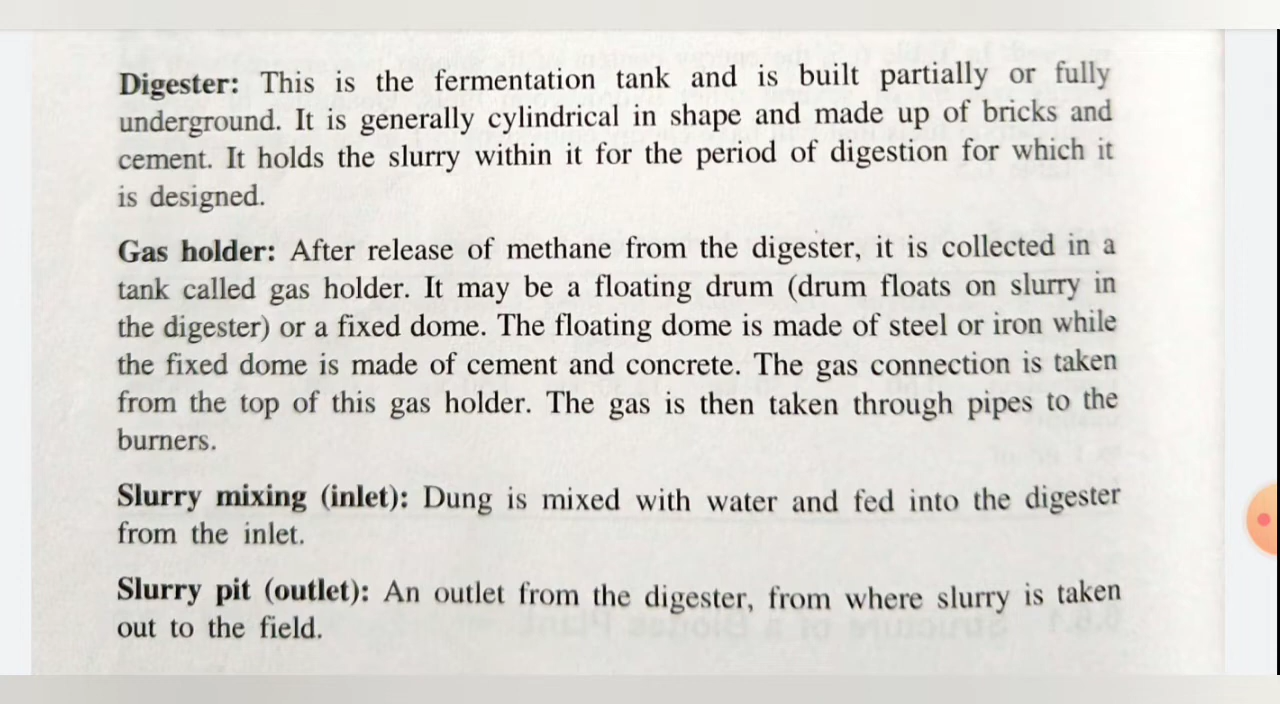 Digester: This is the fermentation tank and is built partially or fully
underground. It is generally cylindrical in shape and made up of bricks and
cement. It holds the slurry within it for the period of digestion for which it
is designed.
Gas holder: After release of methane from the digester, it is collected in a
tank called gas holder. It may be a floating drum (drum floats on slurry in
the digester) or a fixed dome. The floating dome is made of steel or iron while
the fixed dome is made of cement and concrete. The gas connection is taken
from the top of this gas holder. The gas is then taken through pipes to the
burners.
Slurry mixing (inlet): Dung is mixed with water and fed into the digester
from the inlet.
Slurry pit (outlet): An outlet from the digester, from where slurry is taken
out to the field.